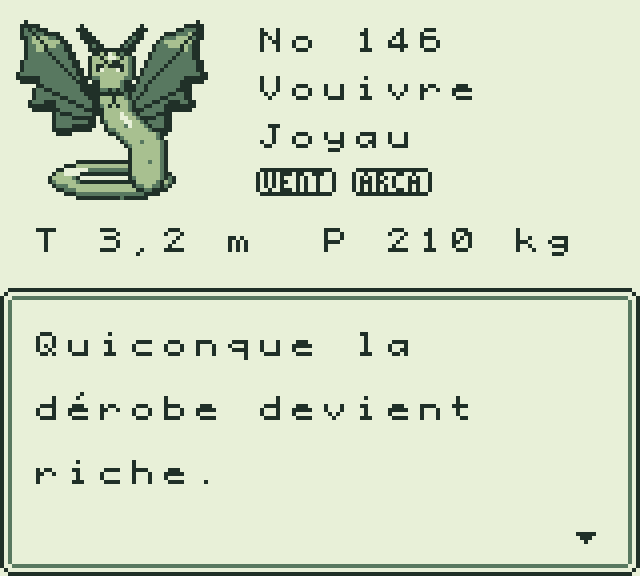 No 146
Vouivre
Joyau
VENT ARCA
T 3,2 m P 210 kg
Quiconque la
dérobe devient
riche.